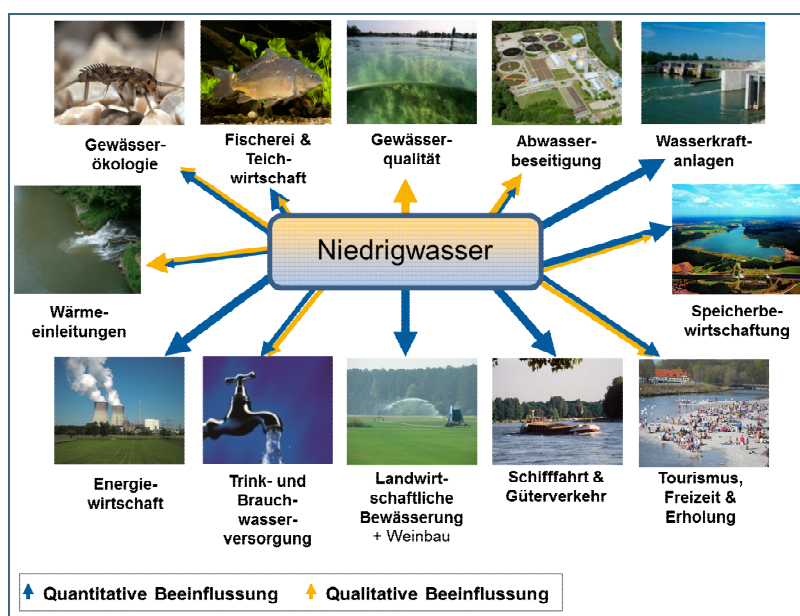 Gewässer-
ökologie
Fischerei &
Teich-
wirtschaft
Gewässer-
qualität
Abwasser-
beseitigung
Wasserkraft-
anlagen
Niedrigwasser
Wärme-
einleitungen
Speicherbe-
wirtschaftung
Energie-
wirtschaft
Trink- und
Brauch-
wasser-
versorgung
Landwirt-
schaftliche
Bewässerung
+ Weinbau
Schifffahrt &
Güterverkehr
Tourismus,
Freizeit &
Erholung
Quantitative Beeinflussung
Qualitative Beeinflussung